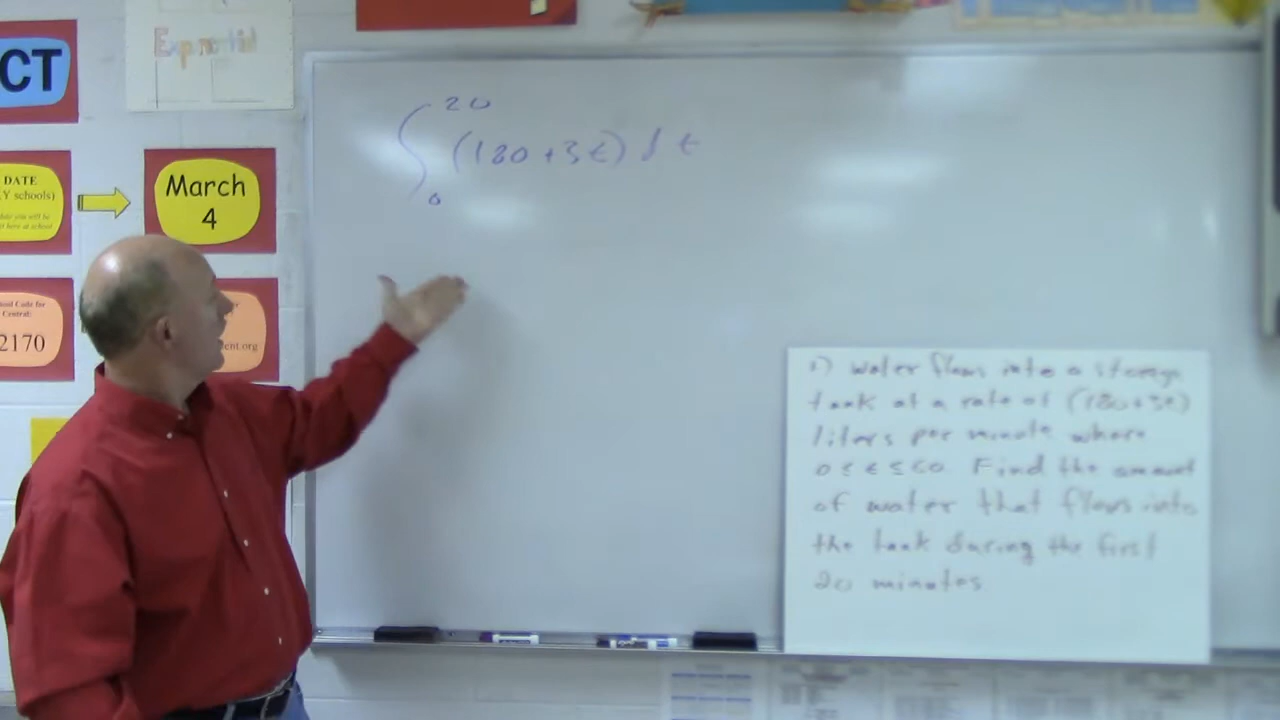 CT
Exponential
DATE
Y schools)
March
4
2170
ent.org
∫₀²⁰ (180+3t) dt
1) Water flows into a storage
tank at a rate of (180+3t)
liters per minute where
0 ≤ t ≤ 60 Find the amount
of water that flows into
the tank during the first
20 minutes